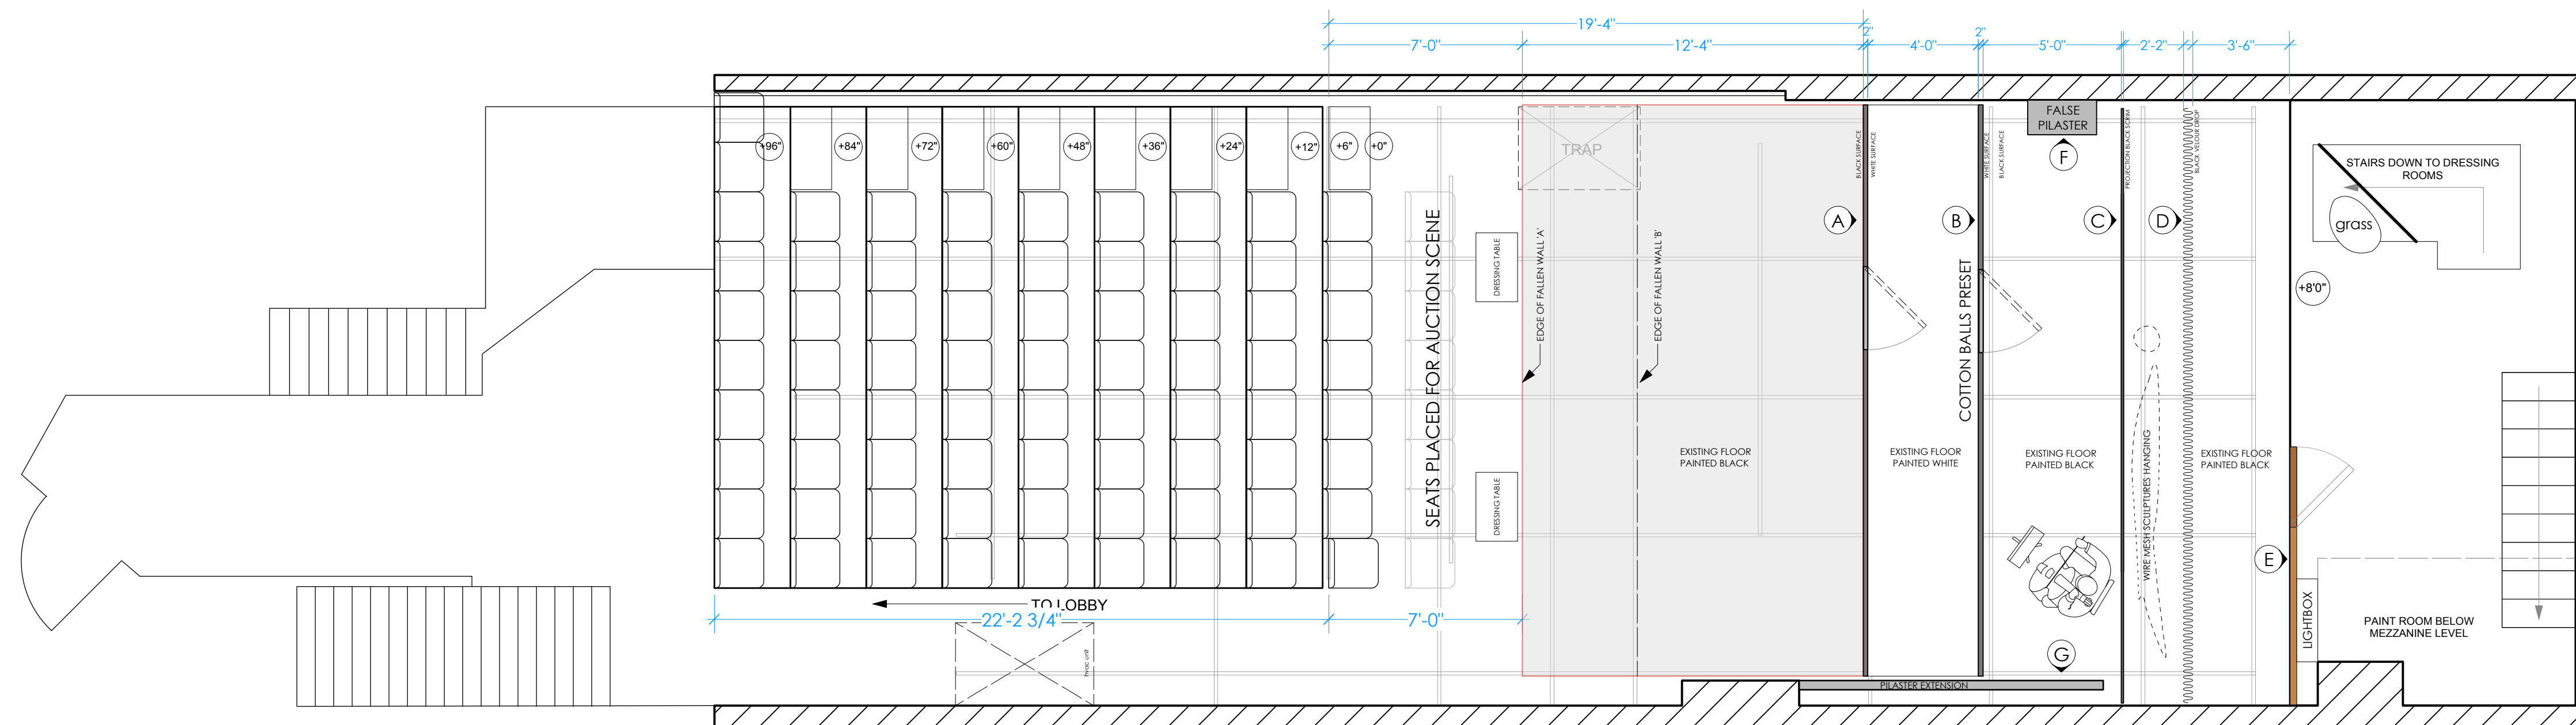 19'-4"
7'-0"
12'-4"
2"
4'-0"
2"
5'-0"
2'-2"
3'-6"
+96"
+84"
+72"
+60"
+48"
+36"
+24"
+12"
+6"
+0"
TRAP
BLACK SURFACE
WHITE SURFACE
WHITE SURFACE
BLACK SURFACE
FALSE
PILASTER
F
PROJECTION BLACK SCRIM
BLACK VELOUR DROP
STAIRS DOWN TO DRESSING
ROOMS
grass
A
B
C
D
SEATS PLACED FOR AUCTION SCENE
DRESSING TABLE
DRESSING TABLE
EDGE OF FALLEN WALL 'A'
EDGE OF FALLEN WALL 'B'
COTTON BALLS PRESET
+8'0"
EXISTING FLOOR
PAINTED BLACK
EXISTING FLOOR
PAINTED WHITE
EXISTING FLOOR
PAINTED BLACK
EXISTING FLOOR
PAINTED BLACK
WIRE MESH SCULPTURES HANGING
E
LIGHTBOX
PAINT ROOM BELOW
MEZZANINE LEVEL
TO LOBBY
22'-2 3/4"
7'-0"
hvac unit
G
PILASTER EXTENSION